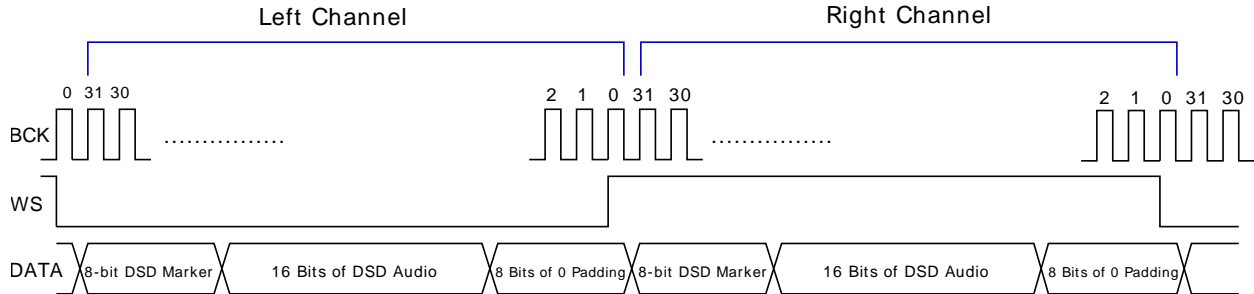 Left Channel
Right Channel
0 31 30
2 1 0 31 30
2 1 0 31 30
BCK
................
................
WS
DATA
8-bit DSD Marker
16 Bits of DSD Audio
8 Bits of 0 Padding
8-bit DSD Marker
16 Bits of DSD Audio
8 Bits of 0 Padding